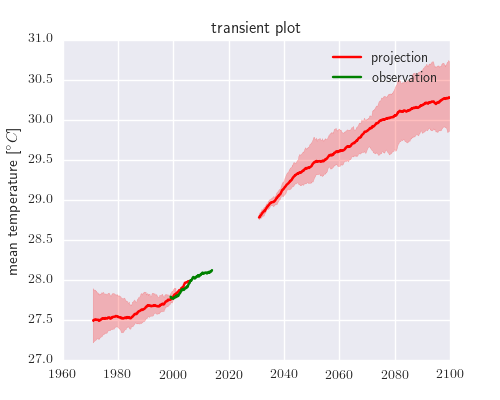 transient plot
31.0
30.5
30.0
29.5
29.0
28.5
28.0
27.5
27.0
mean temperature [°C]
projection
observation
1960 1980 2000 2020 2040 2060 2080 2100